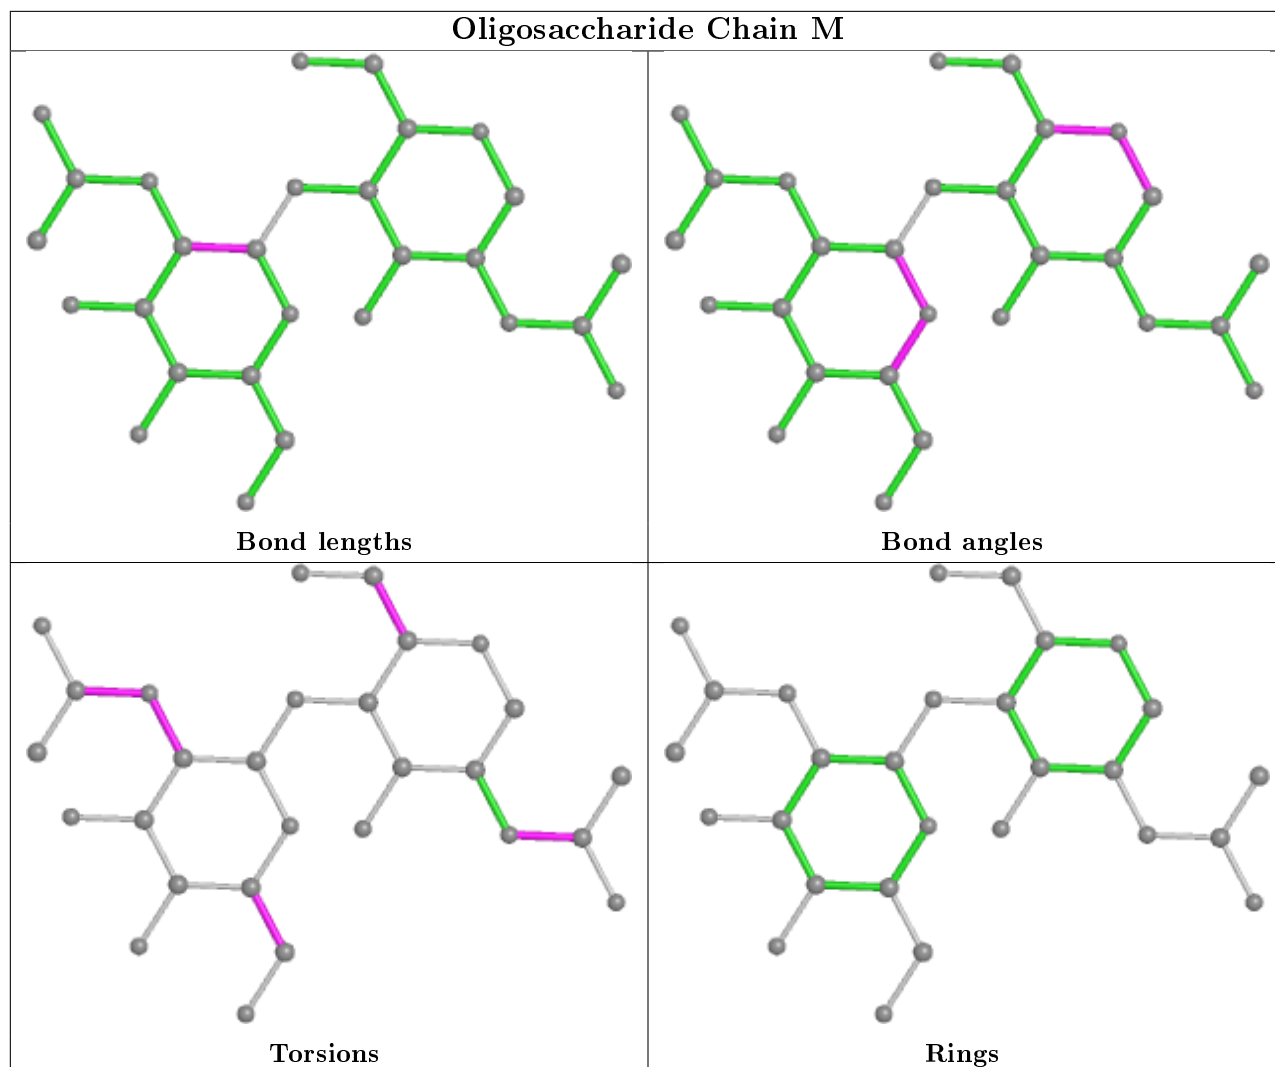 Oligosaccharide Chain M
Bond lengths
Bond angles
Torsions
Rings